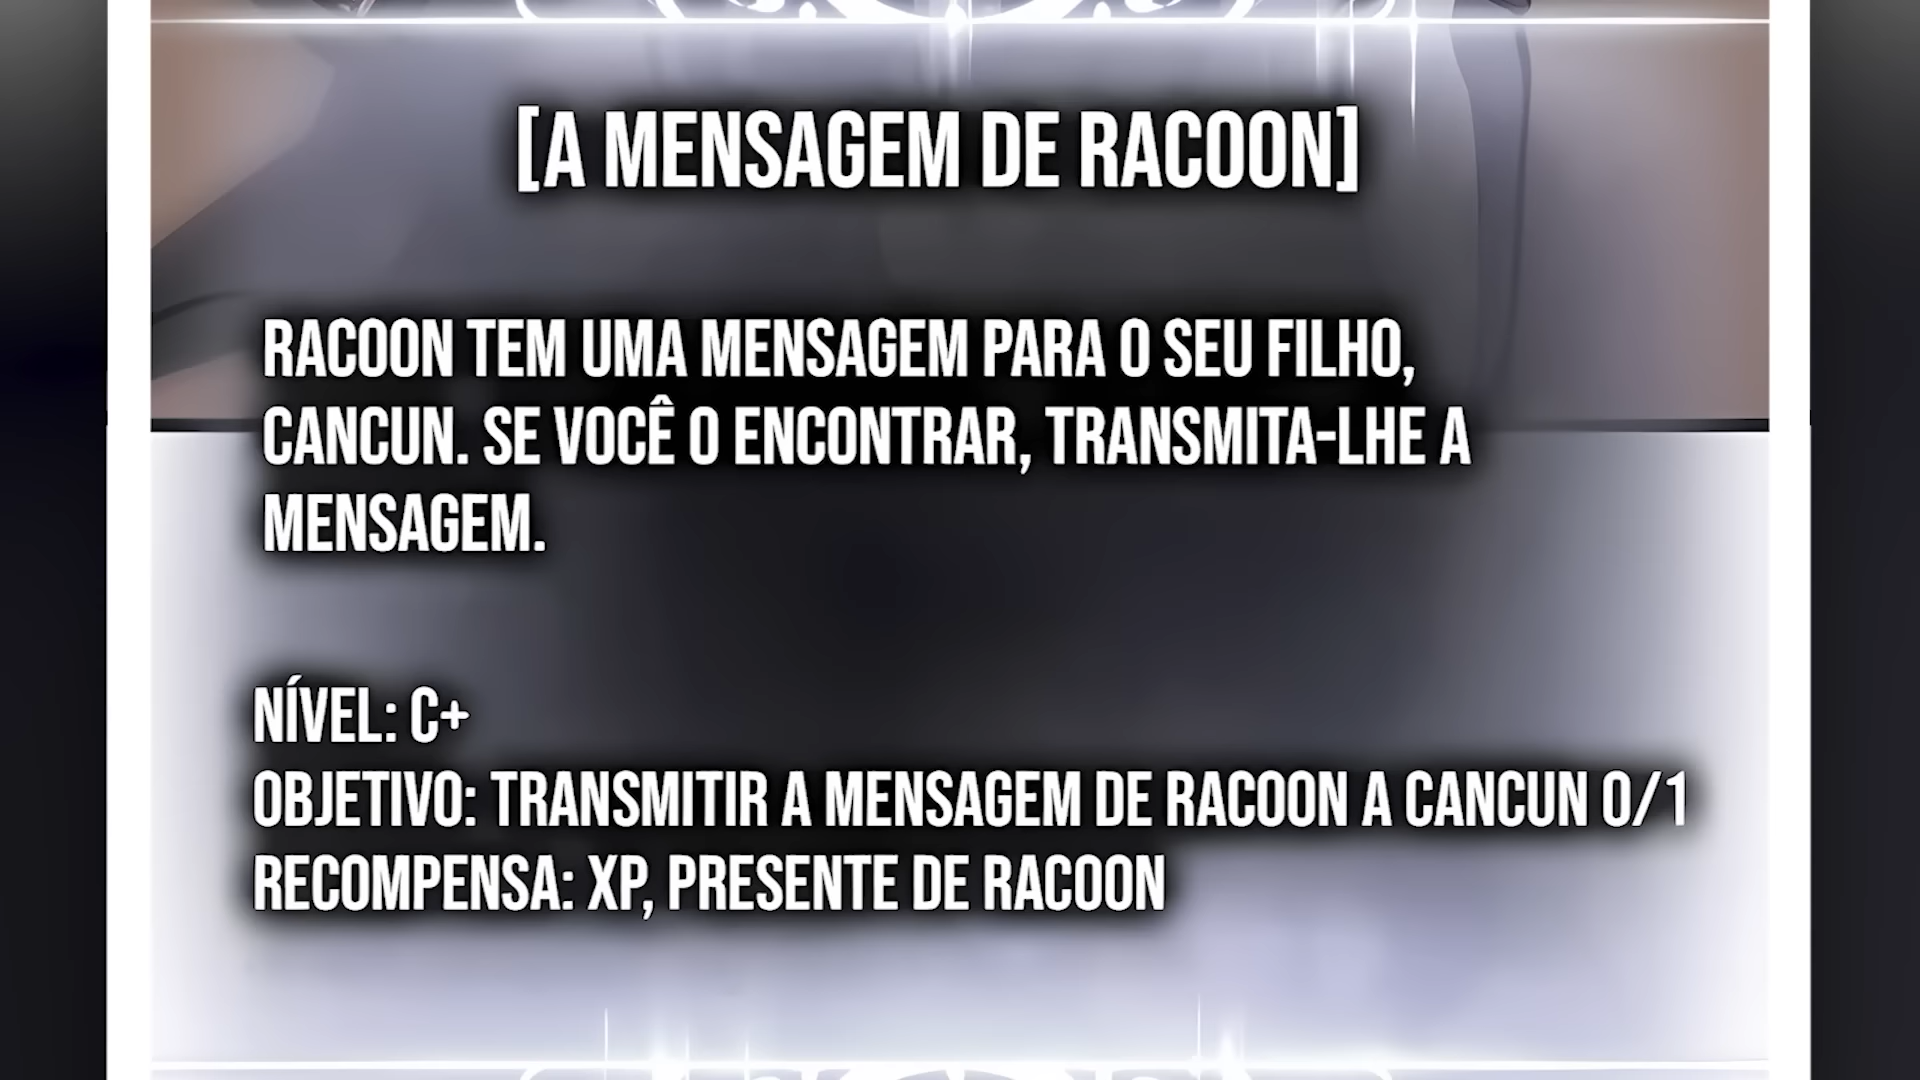 [A MENSAGEM DE RACOON]
RACOON TEM UMA MENSAGEM PARA O SEU FILHO,
CANCUN. SE VOCÊ O ENCONTRAR, TRANSMITA-LHE A
MENSAGEM.
NÍVEL: C+
OBJETIVO: TRANSMITIR A MENSAGEM DE RACOON A CANCUN 0/1
RECOMPENSA: XP, PRESENTE DE RACOON